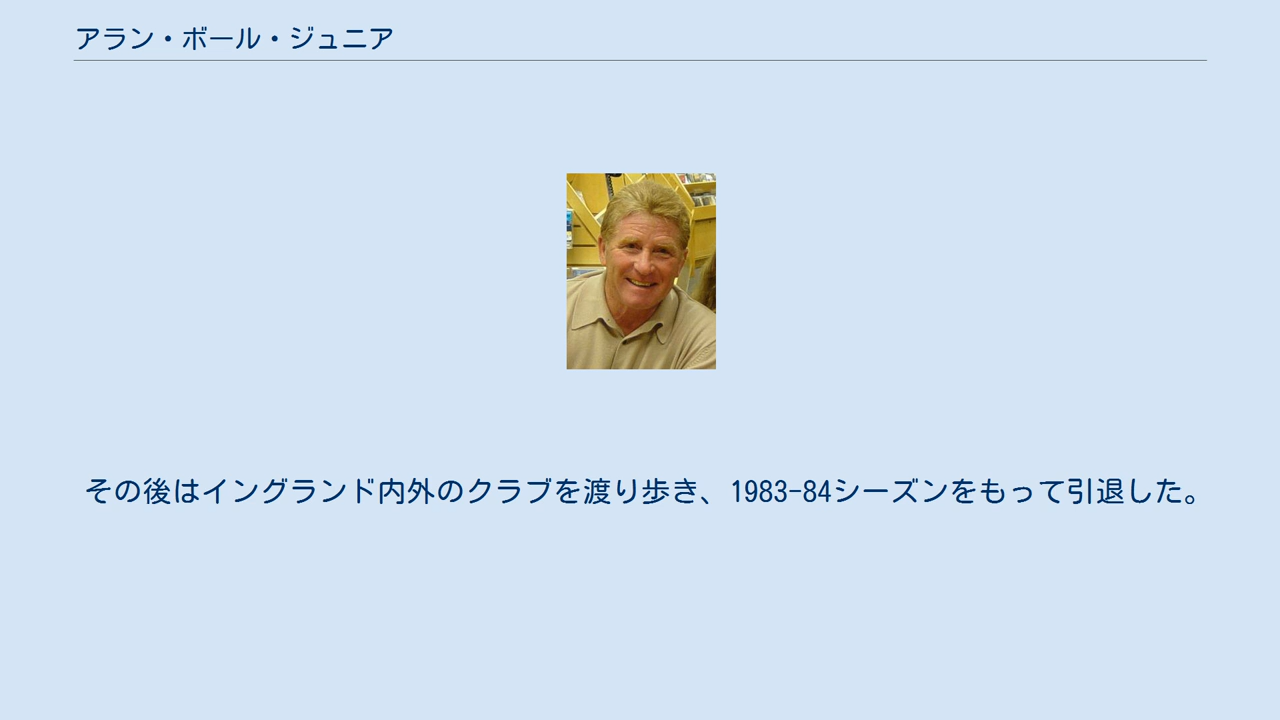 アラン・ボール・ジュニア
その後はイングランド内外のクラブを渡り歩き、1983-84シーズンをもって引退した。